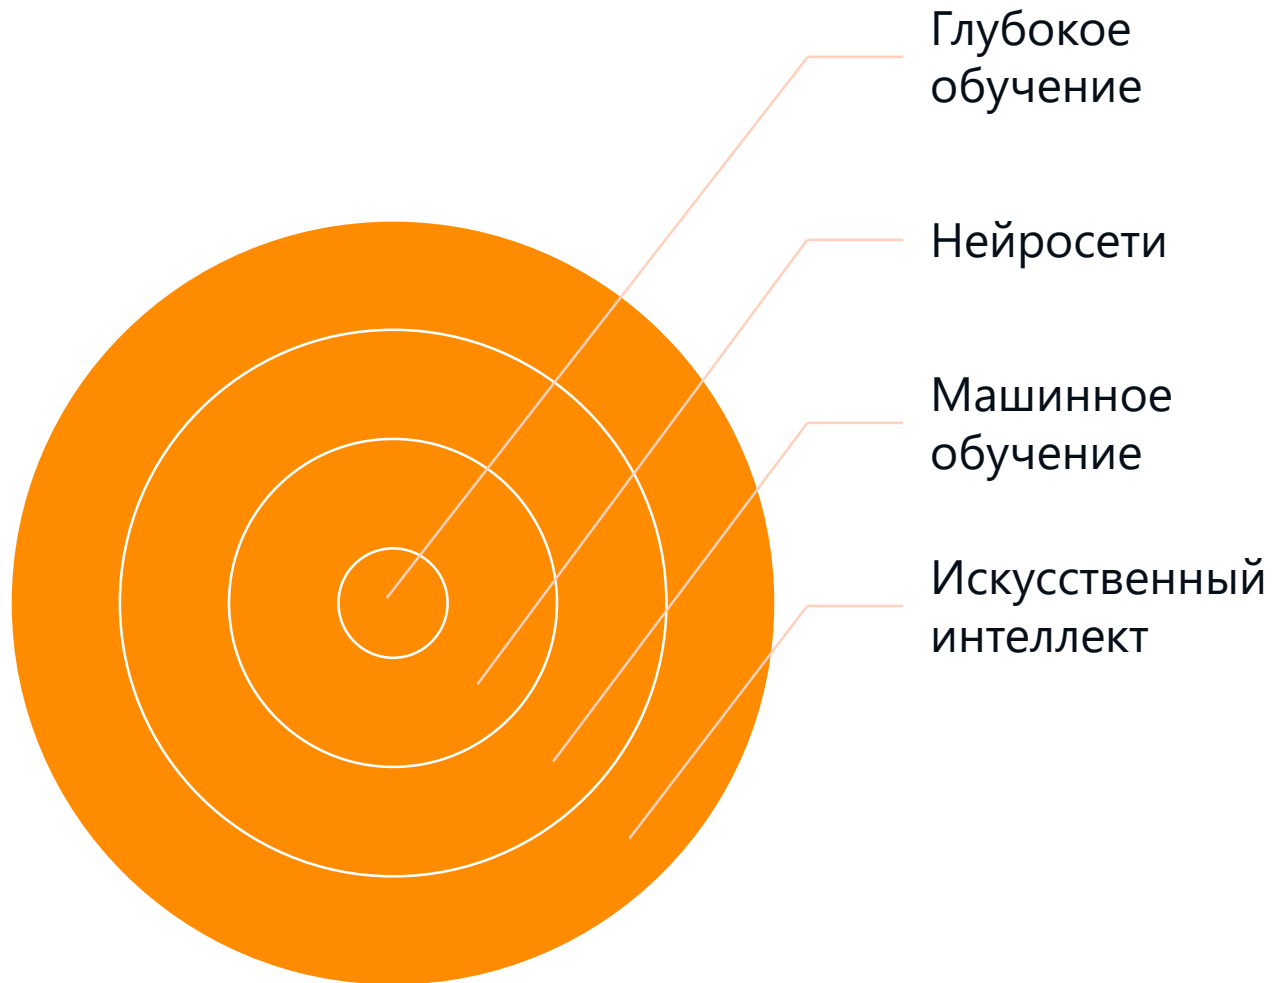 Глубокое
обучение
Нейросети
Машинное
обучение
Искусственный
интеллект